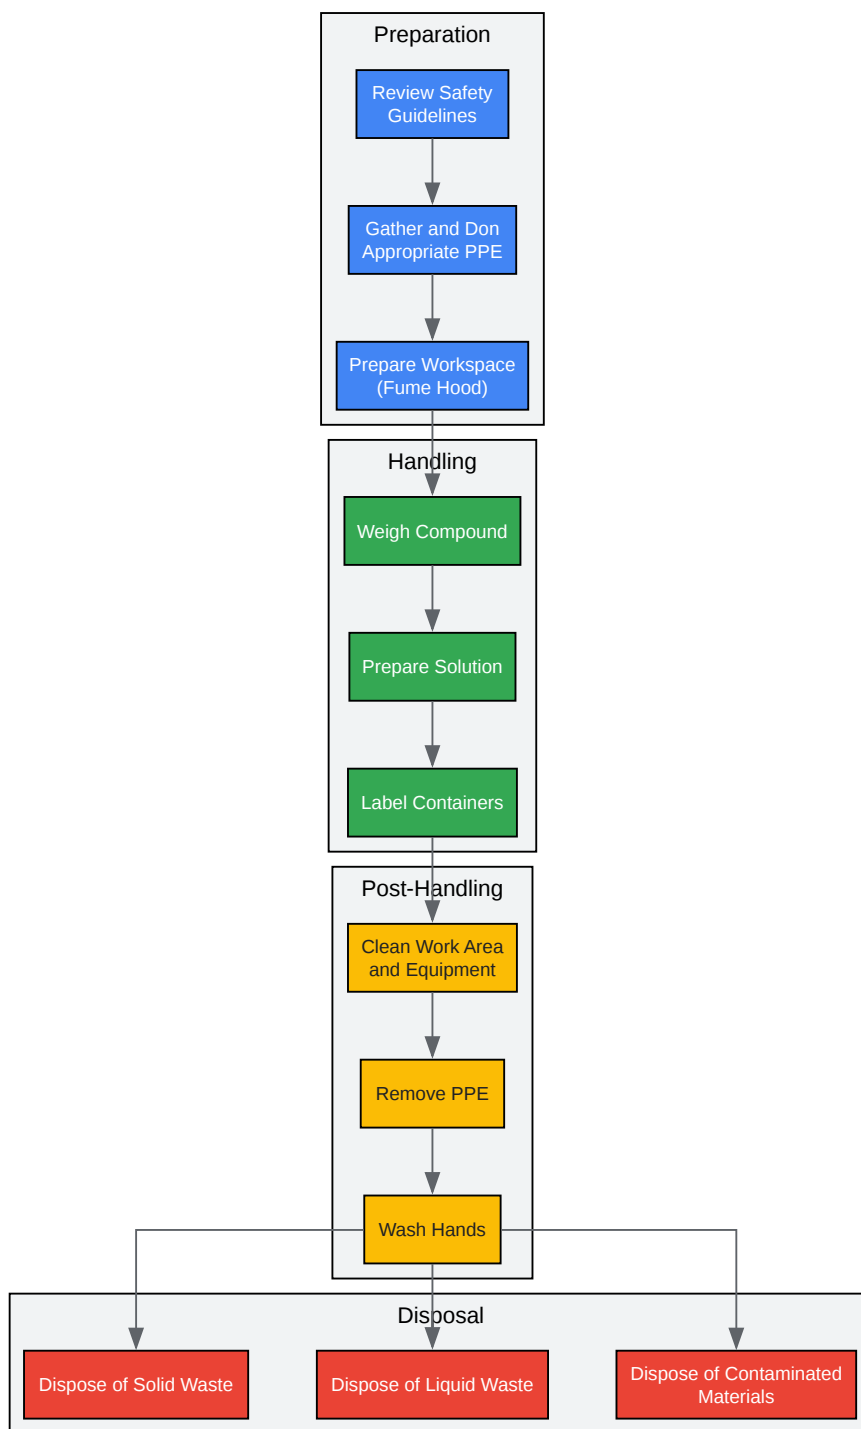 Preparation
Review Safety
Guidelines
Gather and Don
Appropriate PPE
Prepare Workspace
(Fume Hood)
Handling
Weigh Compound
Prepare Solution
Label Containers
Post-Handling
Clean Work Area
and Equipment
Remove PPE
Wash Hands
Disposal
Dispose of Solid Waste
Dispose of Liquid Waste
Dispose of Contaminated
Materials